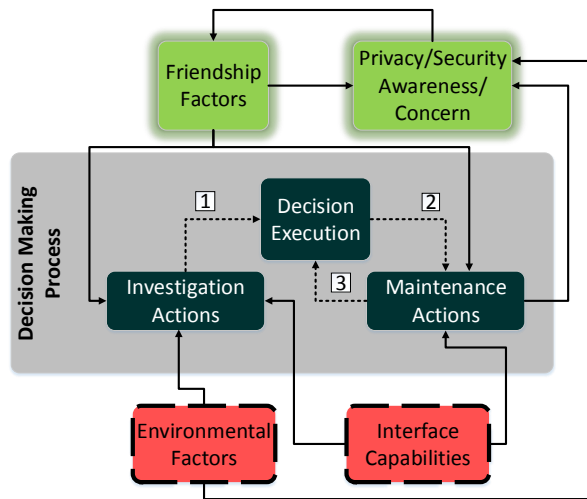 Friendship
Factors
Privacy/Security
Awareness/
Concern
Decision Making
Process
1
Decision
Execution
2
3
Investigation
Actions
Maintenance
Actions
Environmental
Factors
Interface
Capabilities